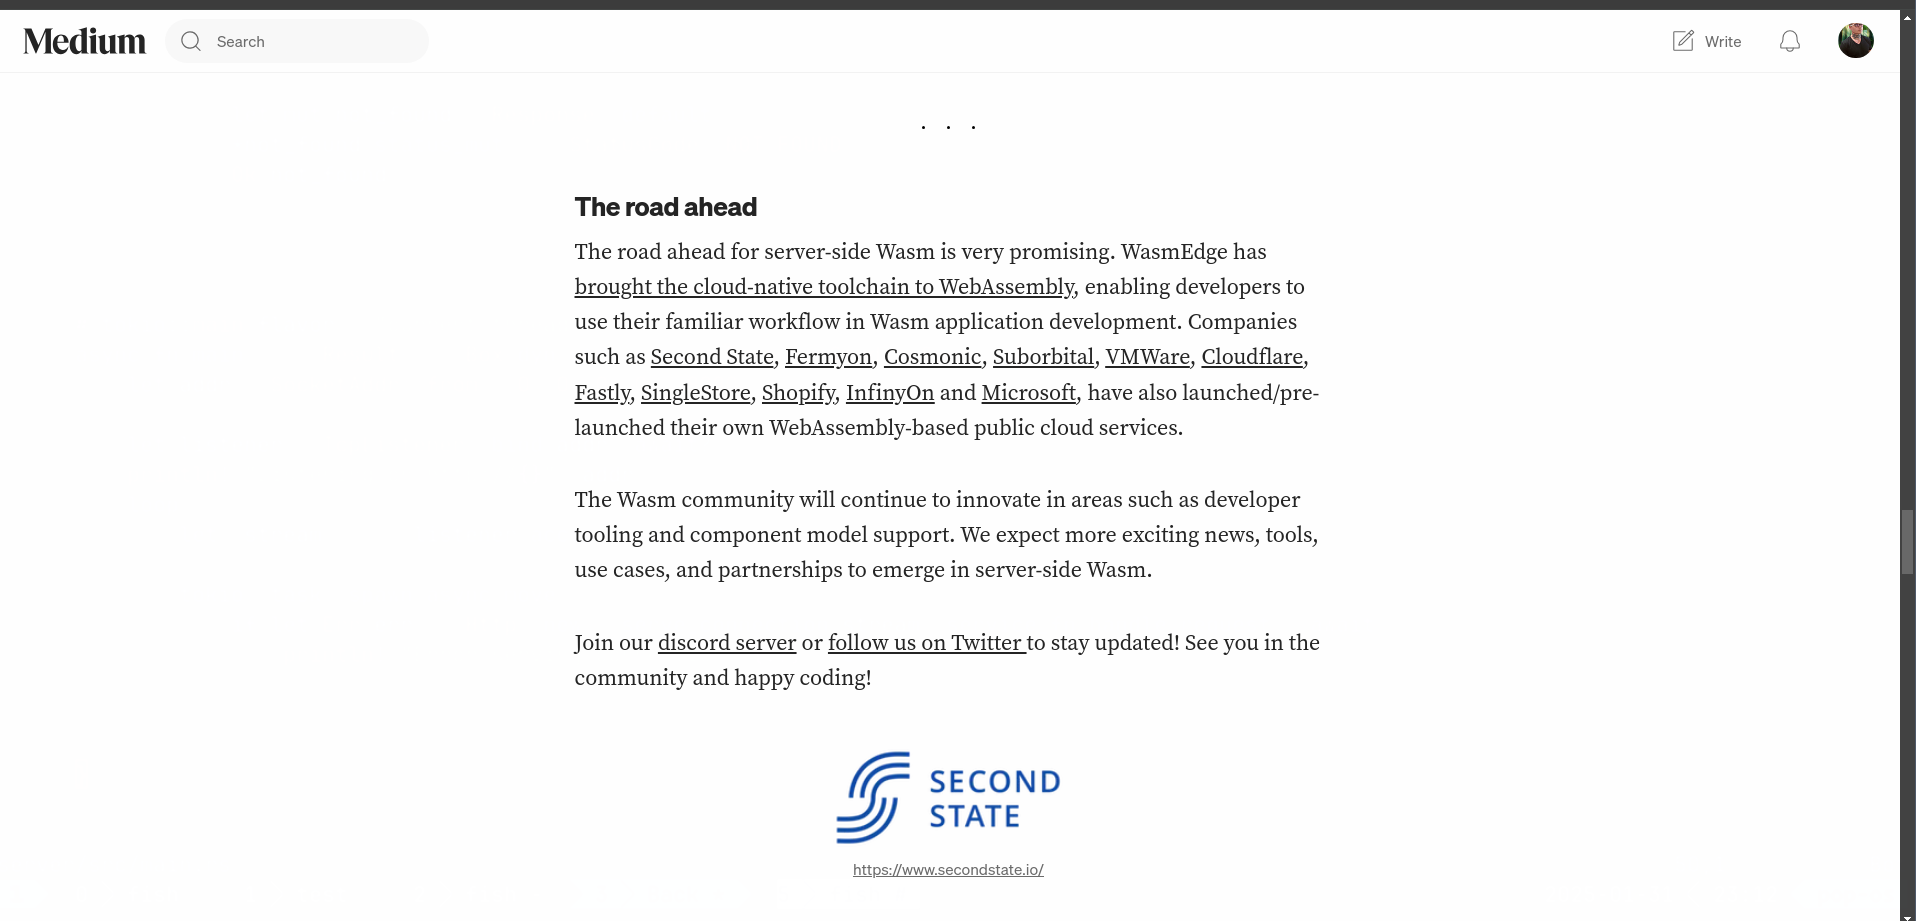 Medium
Search
Write
. . .
The road ahead
The road ahead for server-side Wasm is very promising. WasmEdge has
brought the cloud-native toolchain to WebAssembly, enabling developers to
use their familiar workflow in Wasm application development. Companies
such as Second State, Fermyon, Cosmonic, Suborbital, VMWare, Cloudflare,
Fastly, SingleStore, Shopify, InfinyOn and Microsoft, have also launched/pre-
launched their own WebAssembly-based public cloud services.
The Wasm community will continue to innovate in areas such as developer
tooling and component model support. We expect more exciting news, tools,
use cases, and partnerships to emerge in server-side Wasm.
Join our discord server or follow us on Twitter to stay updated! See you in the
community and happy coding!
SECOND
STATE
https://www.secondstate.io/